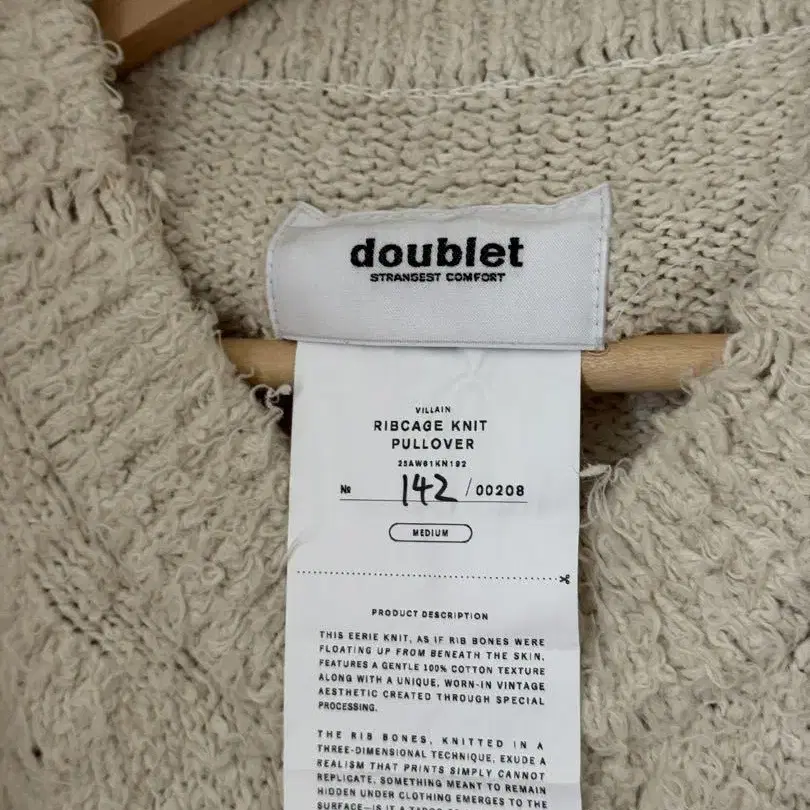 doublet
STRANGEST COMFORT
VILLAIN
RIBCAGE KNIT
PULLOVER
25AW61KN192
№ 142 / 00208
MEDIUM
PRODUCT DESCRIPTION
THIS EERIE KNIT, AS IF RIB BONES WERE
FLOATING UP FROM BENEATH THE SKIN,
FEATURES A GENTLE 100% COTTON TEXTURE
ALONG WITH A UNIQUE, WORN-IN VINTAGE
AESTHETIC CREATED THROUGH SPECIAL
PROCESSING.
THE RIB BONES, KNITTED IN A
THREE-DIMENSIONAL TECHNIQUE, EXUDE A
REALISM THAT PRINTS SIMPLY CANNOT
REPLICATE. SOMETHING MEANT TO REMAIN
HIDDEN UNDER CLOTHING EMERGES TO THE
SURFACE—IS IT A